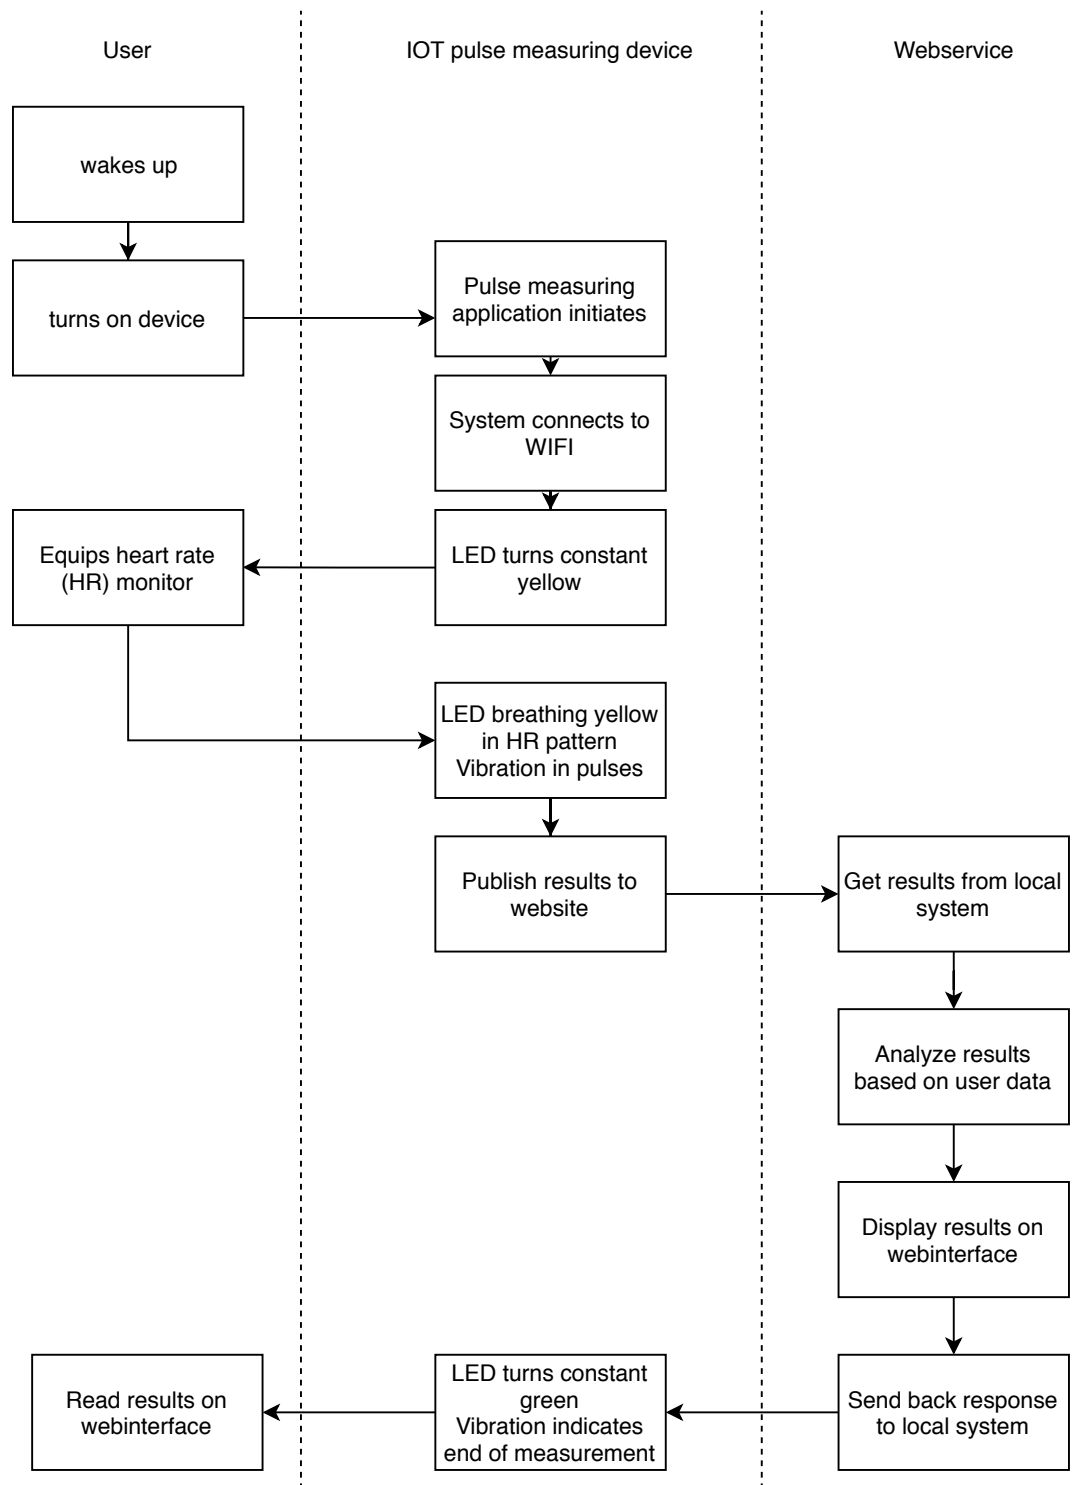 User
IOT pulse measuring device
Webservice
wakes up
turns on device
Pulse measuring
application initiates
System connects to
WIFI
LED turns constant
yellow
Equips heart rate
(HR) monitor
LED breathing yellow
in HR pattern
Vibration in pulses
Publish results to
website
Get results from local
system
Analyze results
based on user data
Display results on
webinterface
Send back response
to local system
LED turns constant
green
Vibration indicates
end of measurement
Read results on
webinterface